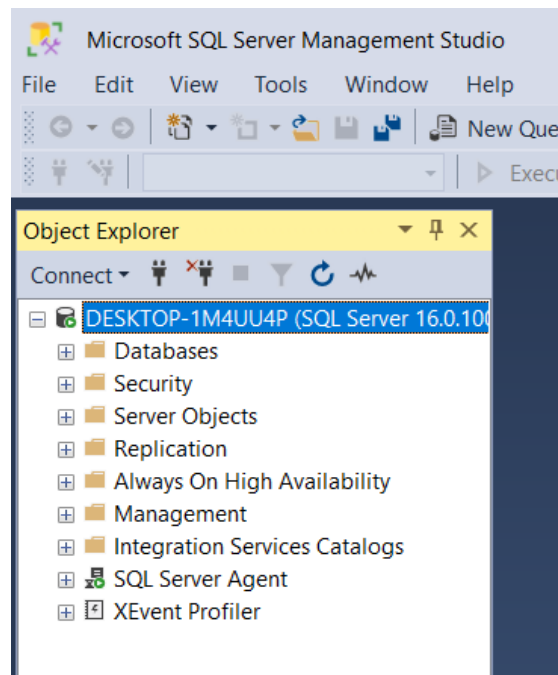 Microsoft SQL Server Management Studio
File Edit View Tools Window Help
New Que
Execu
Object Explorer
Connect
DESKTOP-1M4UU4P (SQL Server 16.0.100
Databases
Security
Server Objects
Replication
Always On High Availability
Management
Integration Services Catalogs
SQL Server Agent
XEvent Profiler